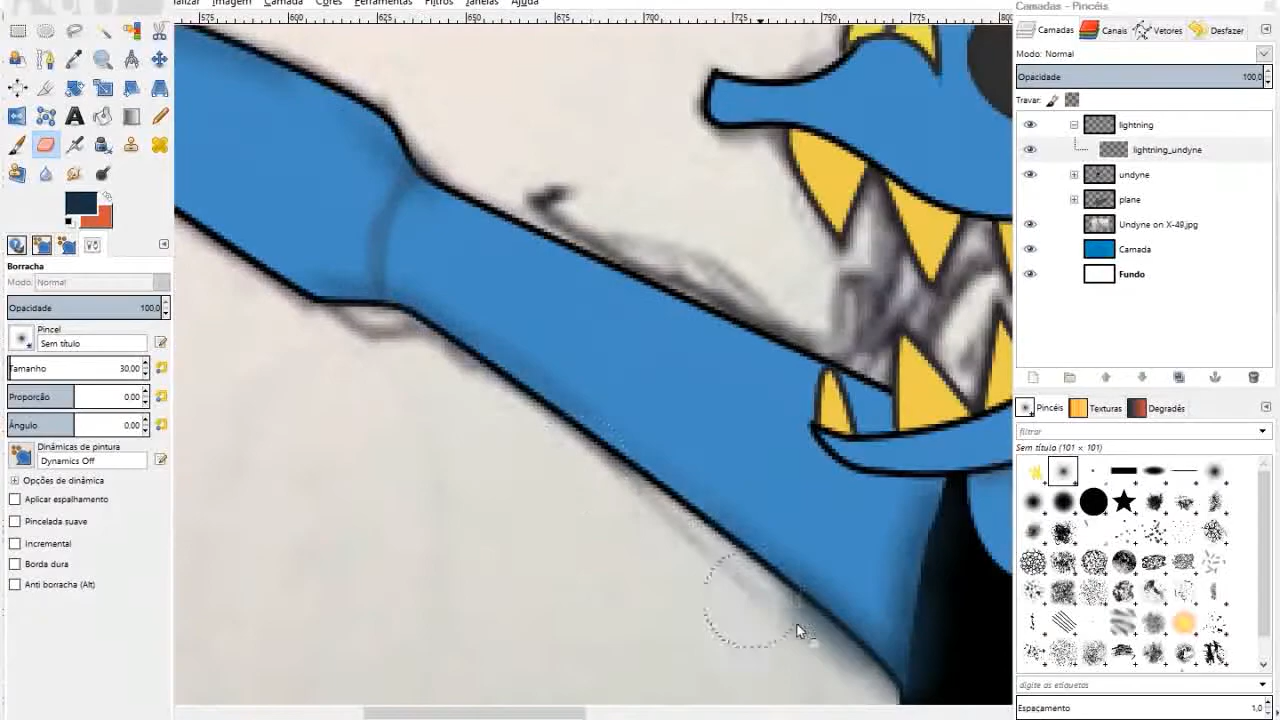 alizar Imagem Camada Cores Ferramentas Filtros Janelas Ajuda
Camadas - Pincéis
575 600 625 650 675 700 725 750 775 800
Camadas Canais Vetores Desfazer
Modo: Normal
Opacidade 100,0
Travar:
lightning
lightning_undyne
undyne
plane
Undyne on X-49.jpg
Camada
Fundo
Borracha
Modo: Normal
Opacidade 100,0
Pincel
Sem título
Tamanho 30,00
Proporção 0,00
Ângulo 0,00
Dinâmicas de pintura
Dynamics Off
Opções de dinâmica
Aplicar espalhamento
Pincelada suave
Incremental
Borda dura
Anti borracha (Alt)
Pincéis Texturas Degradês
filtrar
Sem título (101 × 101)
digite as etiquetas
Espaçamento 1,0